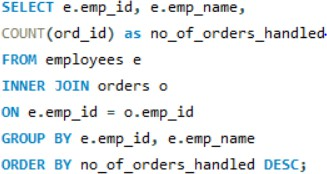 SELECT e.emp_id, e.emp_name,
COUNT(ord_id) as no_of_orders_handled
FROM employees e
INNER JOIN orders o
ON e.emp_id = o.emp_id
GROUP BY e.emp_id, e.emp_name
ORDER BY no_of_orders_handled DESC;